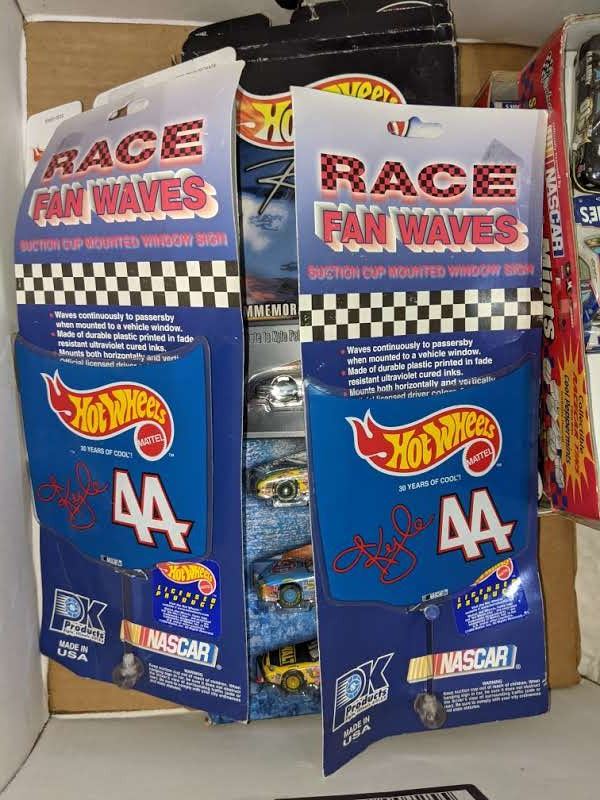 RACE
FAN WAVES
SUCTION CUP MOUNTED WINDOW SIGN
• Waves continuously to passersby
when mounted to a vehicle window.
• Made of durable plastic printed in fade
resistant ultraviolet cured inks.
• Mounts both horizontally and
Hot Wheels
MATTEL
30 YEARS OF COOL!
Kyle
44
Hot Wheels
LICENSED
PRODUCT
PK
Products
MADE IN
USA
NASCAR
Hot Wheels
RACE
FAN WAVES
SUCTION CUP MOUNTED WINDOW SIGN
• Waves continuously to passersby
when mounted to a vehicle window.
• Made of durable plastic printed in fade
resistant ultraviolet cured inks.
• Mounts both horizontally and vertically
Hot Wheels
MATTEL
30 YEARS OF COOL!
Kyle
44
LICENSED
PRODUCT
PK
Products
MADE IN
USA
NASCAR
WARNING
NASCAR